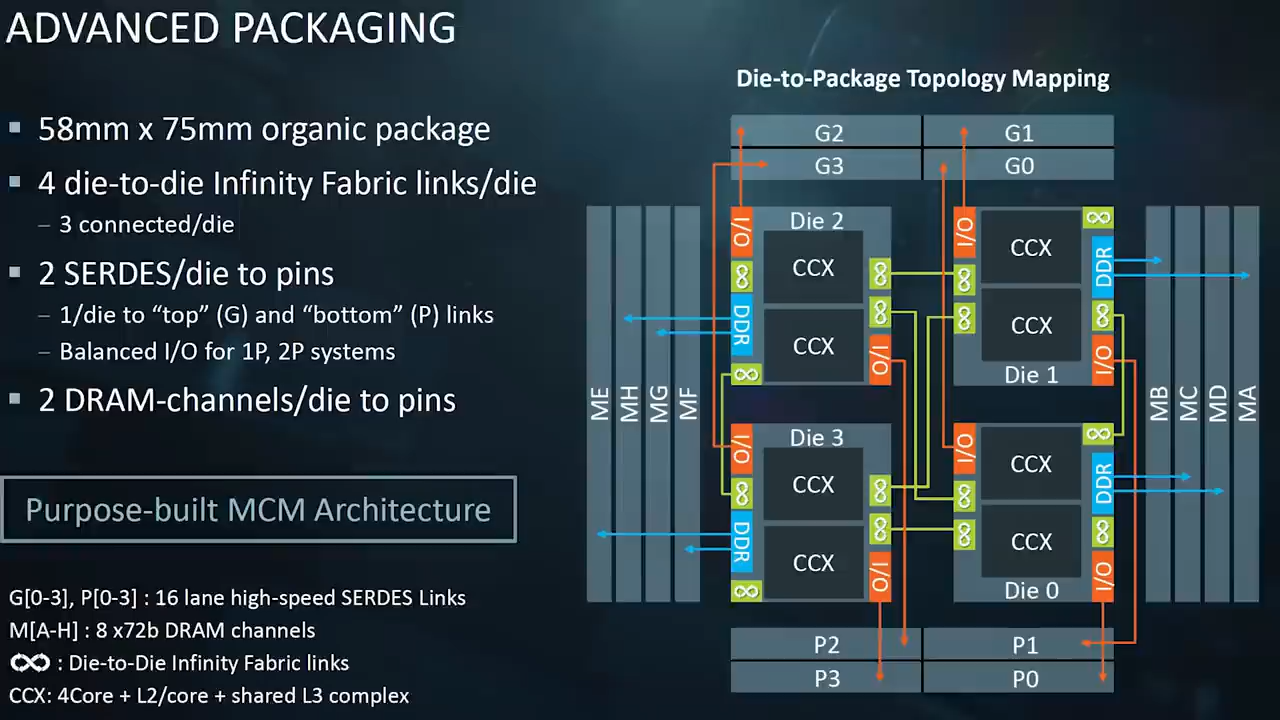 ADVANCED PACKAGING
58mm x 75mm organic package
4 die-to-die Infinity Fabric links/die
– 3 connected/die
2 SERDES/die to pins
– 1/die to “top” (G) and “bottom” (P) links
– Balanced I/O for 1P, 2P systems
2 DRAM-channels/die to pins
Purpose-built MCM Architecture
G[0-3], P[0-3] : 16 lane high-speed SERDES Links
M[A-H] : 8 x72b DRAM channels
∞ : Die-to-Die Infinity Fabric links
CCX: 4Core + L2/core + shared L3 complex
Die-to-Package Topology Mapping
G2 G1
G3 G0
ME
MH
MG
MF
Die 2
I/O
∞
DDR
∞
CCX
CCX
∞
∞
I/O
I/O
∞
∞
CCX
CCX
Die 1
∞
DDR
∞
I/O
Die 3
I/O
∞
DDR
∞
CCX
CCX
∞
∞
I/O
I/O
∞
∞
CCX
CCX
Die 0
∞
DDR
∞
I/O
MB
MC
MD
MA
P2 P1
P3 P0